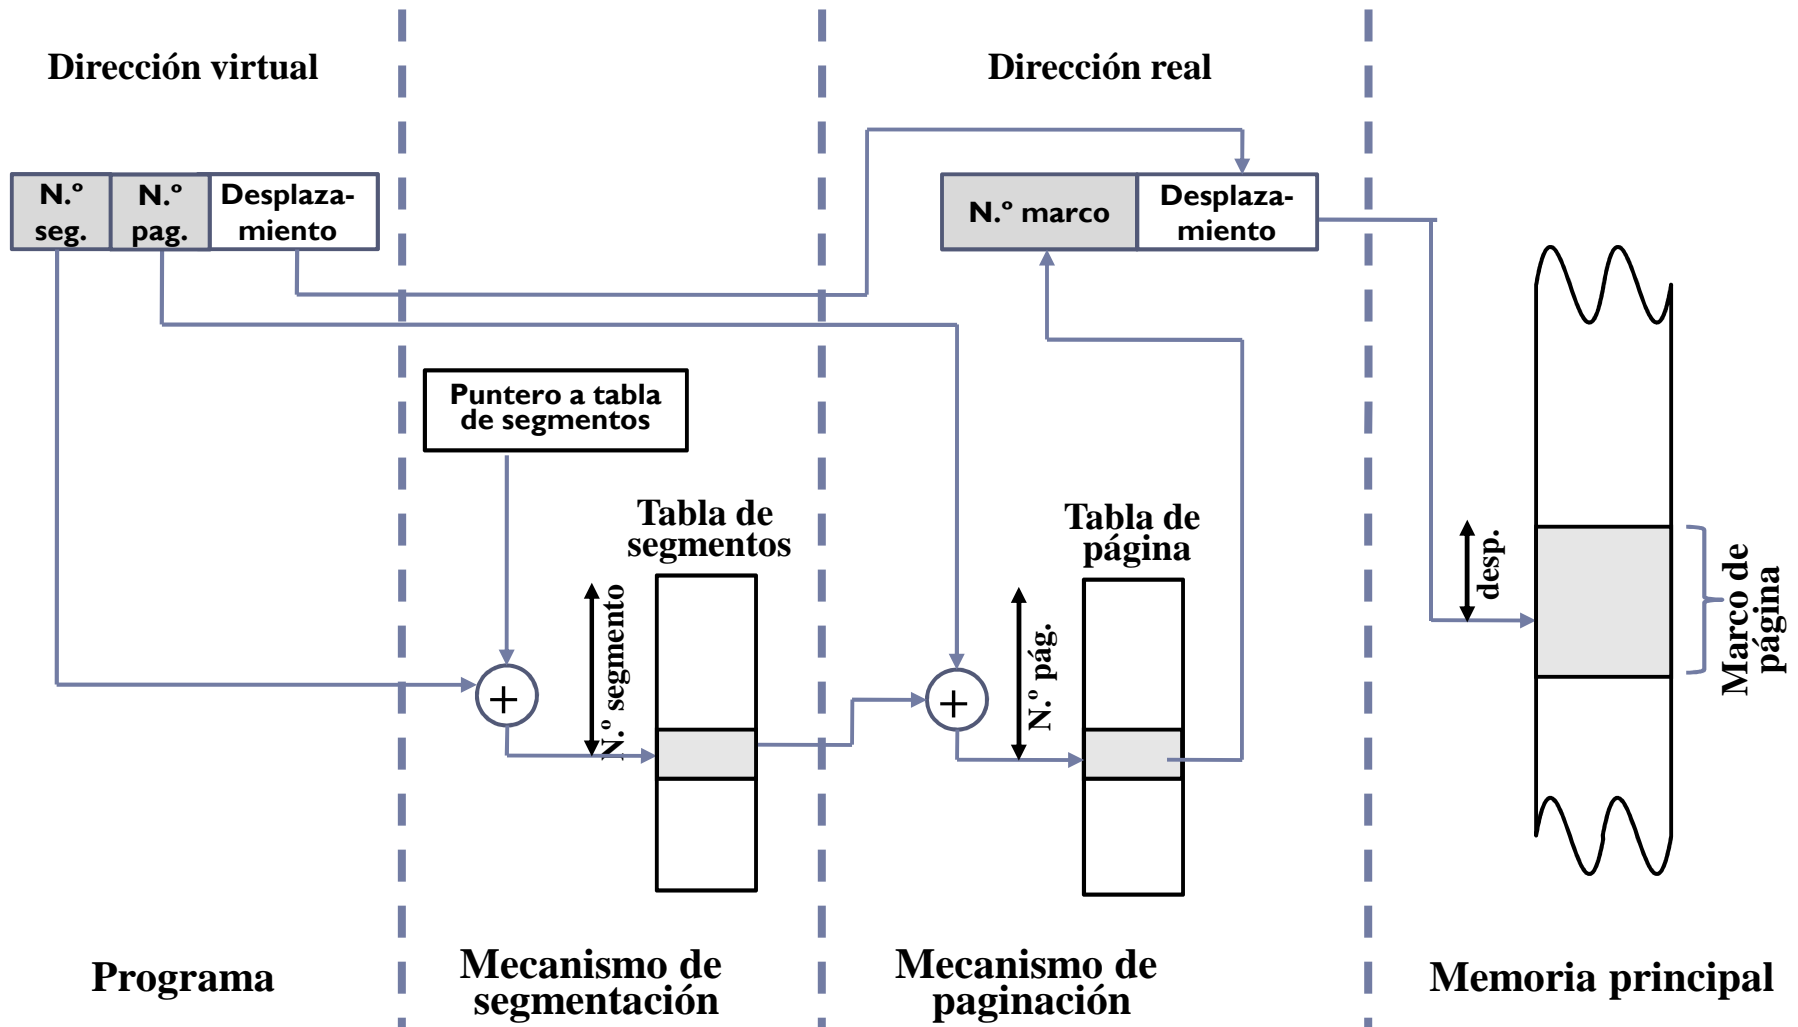 Dirección virtual
Dirección real
N.º
seg.
N.º
pag.
Desplaza-
miento
N.º marco
Desplaza-
miento
Puntero a tabla
de segmentos
Tabla de
segmentos
Tabla de
página
N.º segmento
N.º pág.
desp.
Marco de
página
+
+
Programa
Mecanismo de
segmentación
Mecanismo de
paginación
Memoria principal